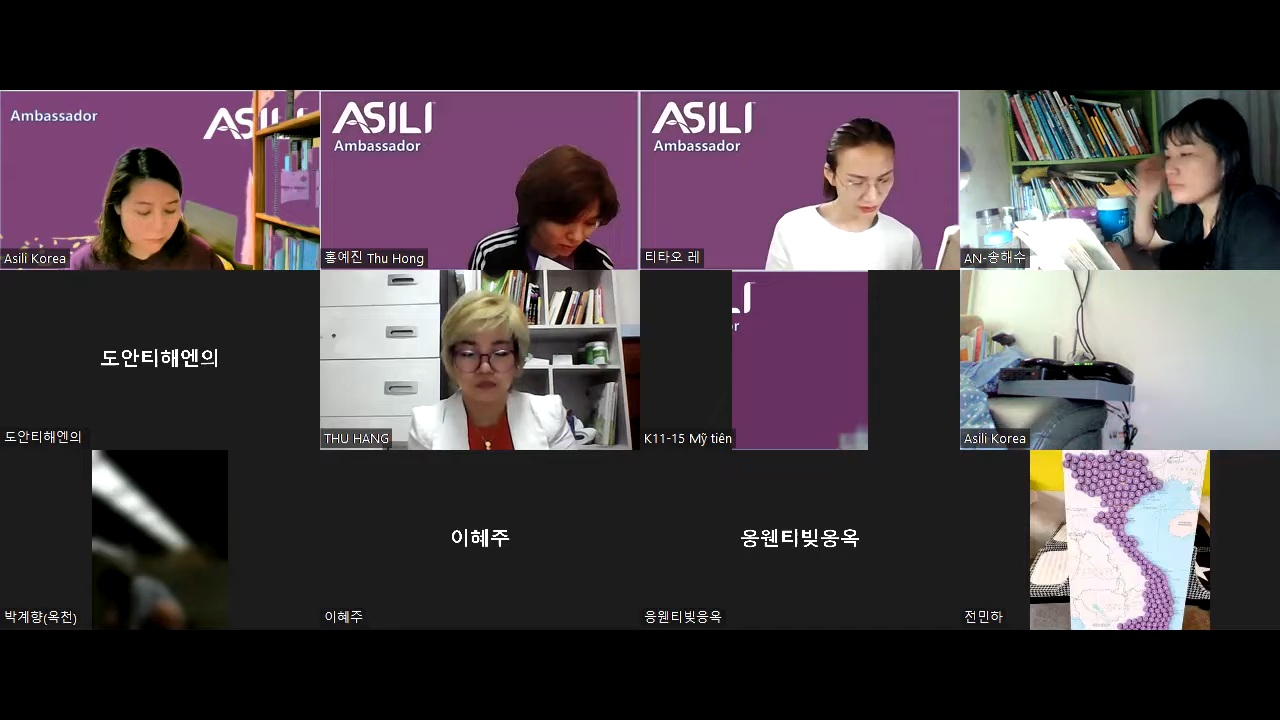 Ambassador
ASILI
Asili Korea
ASILI
Ambassador
홍예진 Thu Hong
ASILI
Ambassador
티타오 레
AN-송해수
도안티해엔의
도안티해엔의
THU HANG
K11-15 Mỹ tiên
Asili Korea
박계향(옥천)
이혜주
이혜주
응웬티빛응옥
응웬티빛응옥
전민하